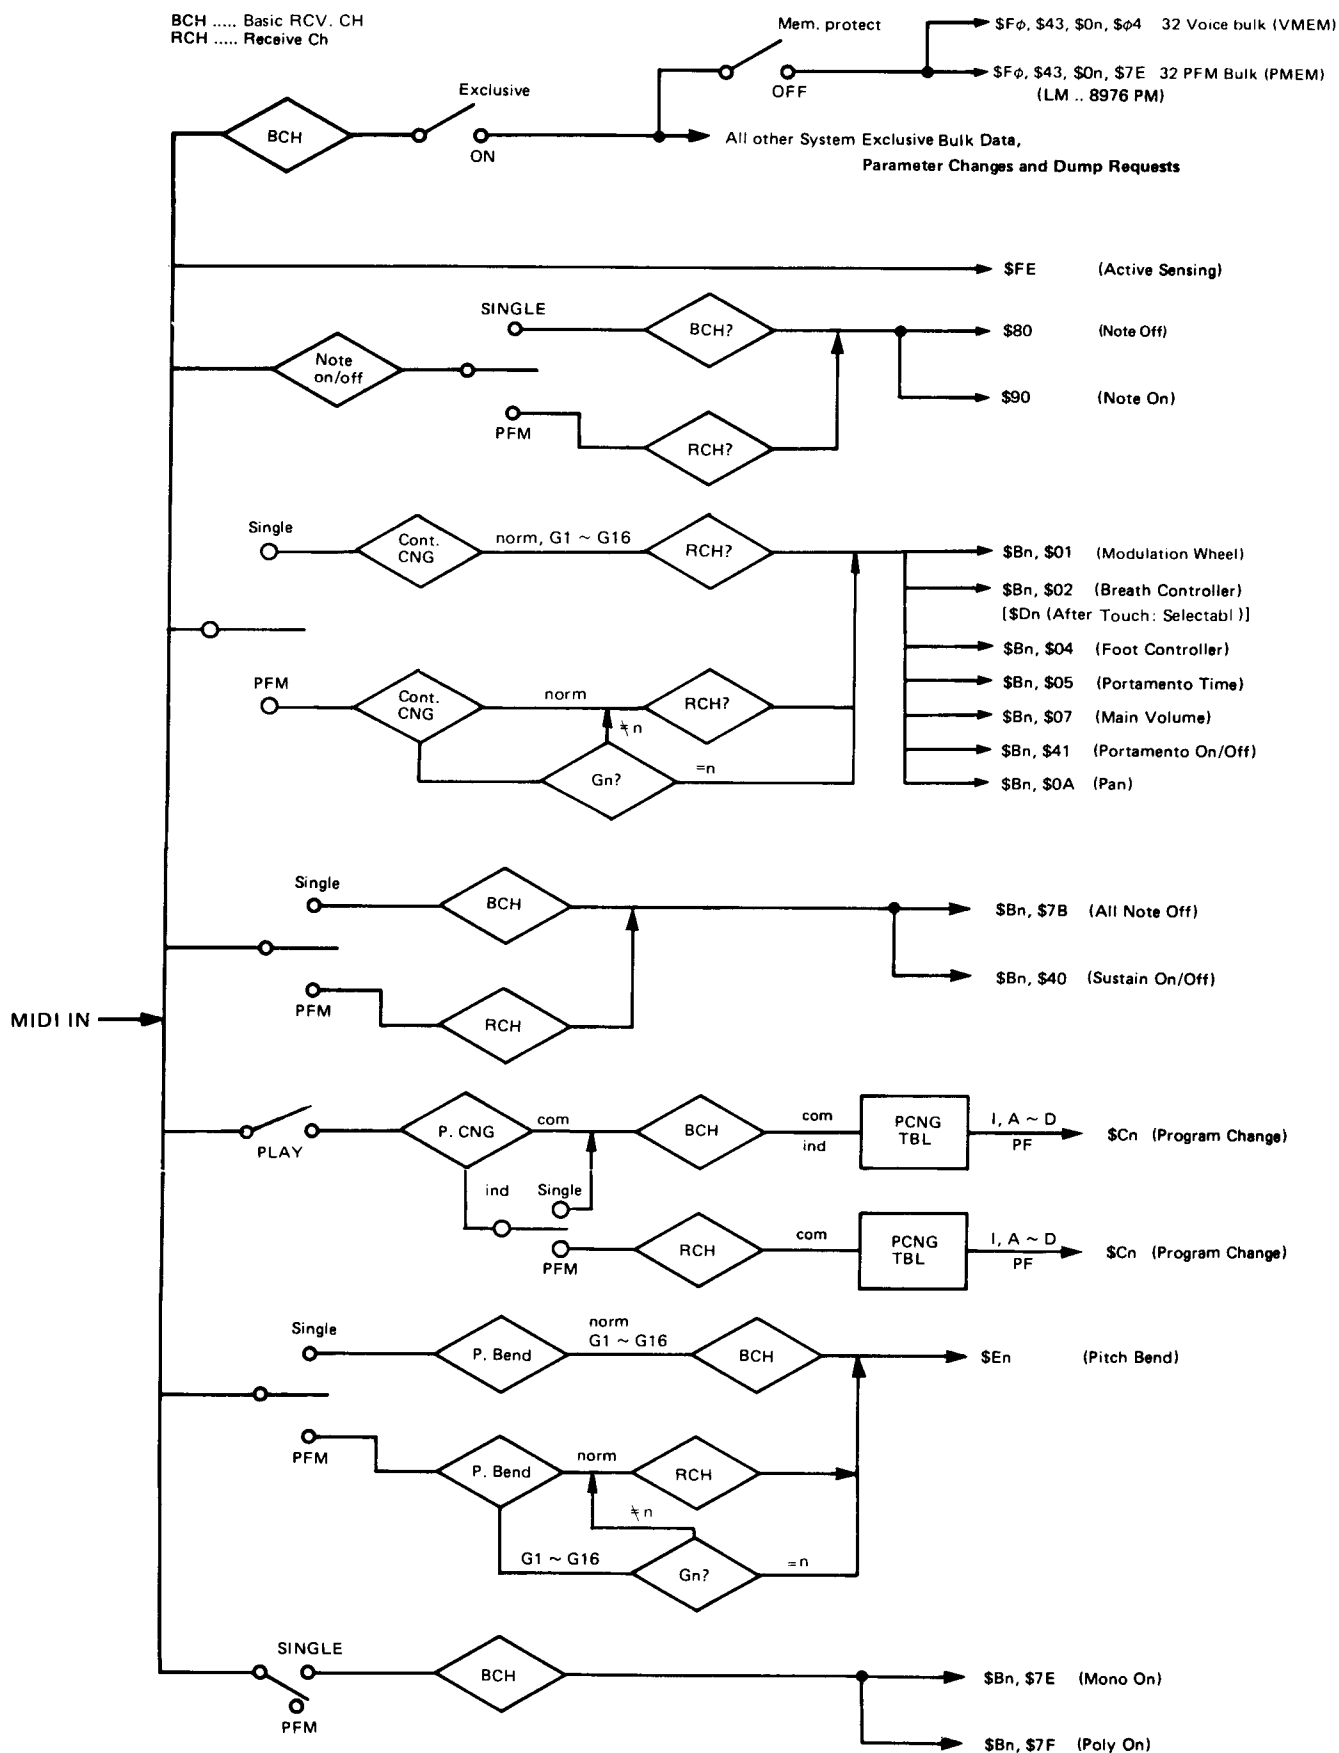 BCH ..... Basic RCV. CH
RCH ..... Receive Ch
Mem. protect
OFF
$Fφ, $43, $0n, $φ4 32 Voice bulk (VMEM)
$Fφ, $43, $0n, $7E 32 PFM Bulk (PMEM)
(LM .. 8976 PM)
BCH
Exclusive
ON
All other System Exclusive Bulk Data,
Parameter Changes and Dump Requests
$FE (Active Sensing)
Note
on/off
SINGLE
BCH?
$80 (Note Off)
$90 (Note On)
PFM
RCH?
Single
Cont.
CNG
norm, G1 ~ G16
RCH?
$Bn, $01 (Modulation Wheel)
$Bn, $02 (Breath Controller)
[$Dn (After Touch: Selectabl )]
$Bn, $04 (Foot Controller)
$Bn, $05 (Portamento Time)
$Bn, $07 (Main Volume)
$Bn, $41 (Portamento On/Off)
$Bn, $0A (Pan)
PFM
Cont.
CNG
norm
RCH?
≠n
Gn?
=n
Single
BCH
$Bn, $7B (All Note Off)
$Bn, $40 (Sustain On/Off)
PFM
RCH
MIDI IN
PLAY
P. CNG
com
BCH
com
ind
PCNG
TBL
I, A ~ D
PF
$Cn (Program Change)
ind
Single
PFM
RCH
com
PCNG
TBL
I, A ~ D
PF
$Cn (Program Change)
Single
P. Bend
norm
G1 ~ G16
BCH
$En (Pitch Bend)
PFM
P. Bend
norm
RCH
≠n
G1 ~ G16
Gn?
=n
SINGLE
PFM
BCH
$Bn, $7E (Mono On)
$Bn, $7F (Poly On)